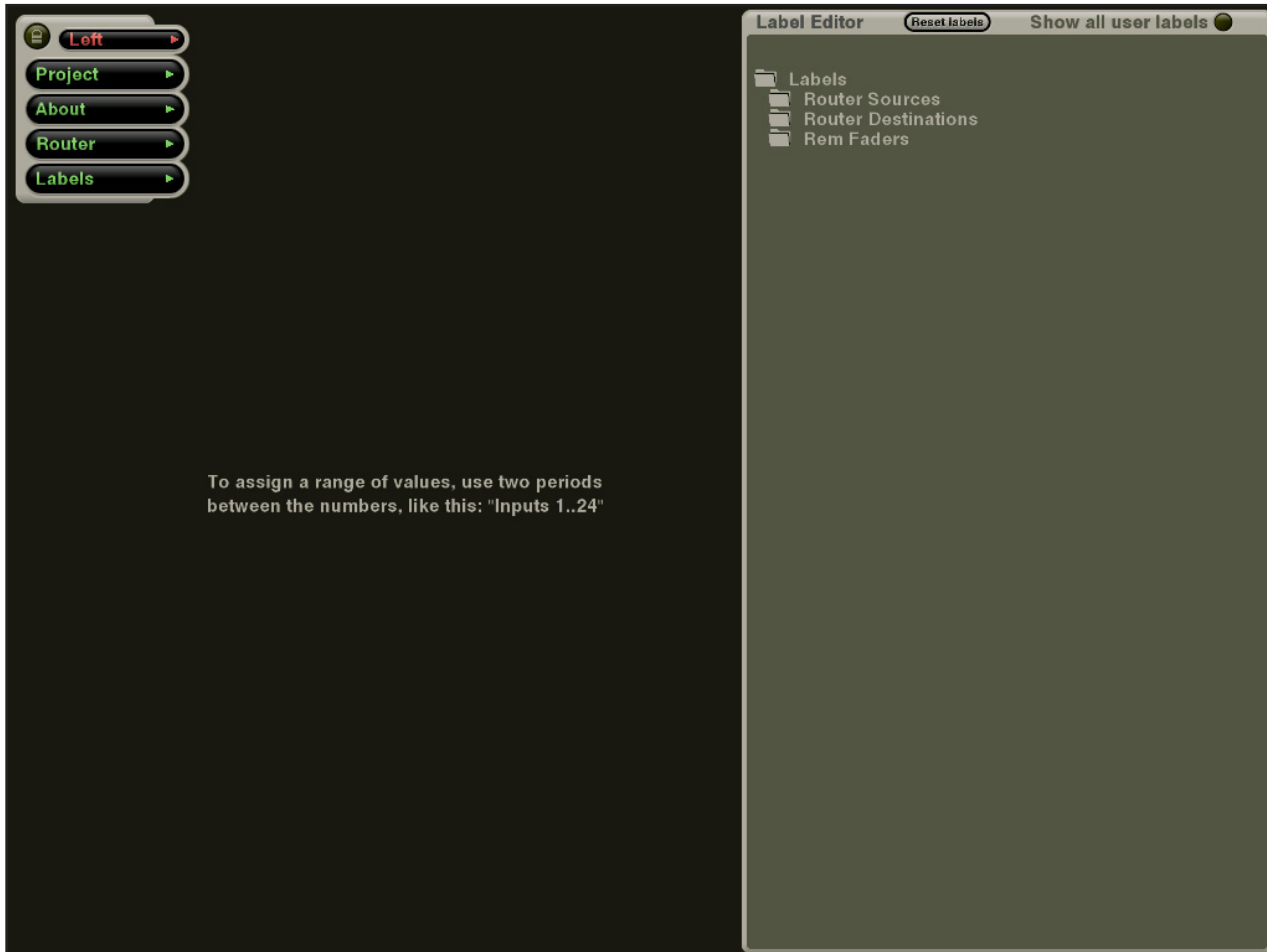 Left
Project
About
Router
Labels
To assign a range of values, use two periods
between the numbers, like this: "Inputs 1..24"
Label Editor
Reset labels
Show all user labels
Labels
Router Sources
Router Destinations
Rem Faders